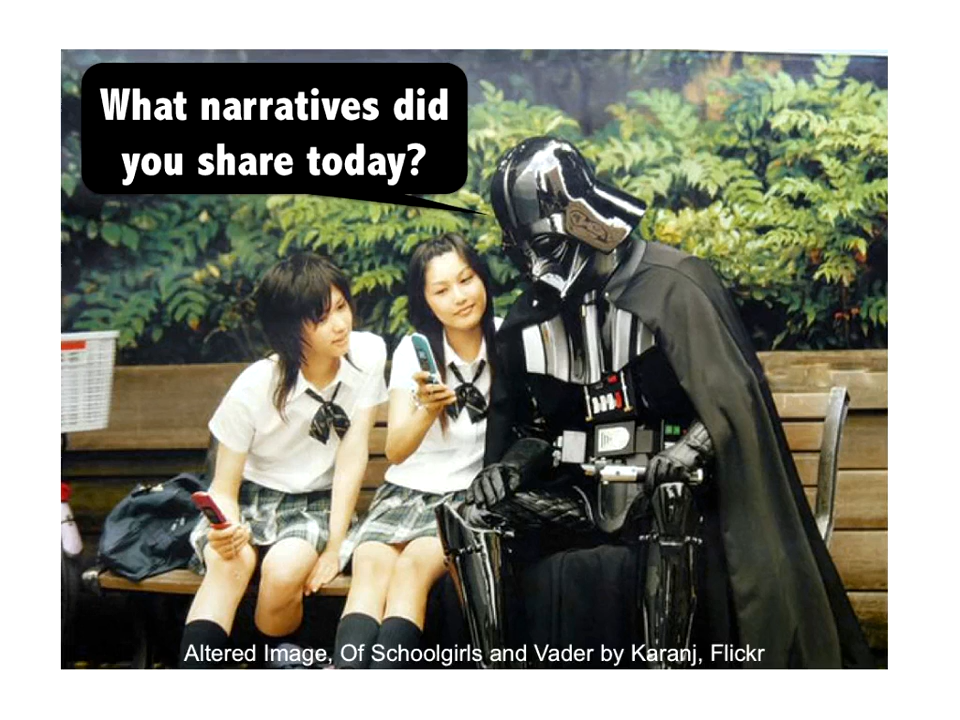 What narratives did
you share today?
Altered Image, Of Schoolgirls and Vader by Karanj, Flickr